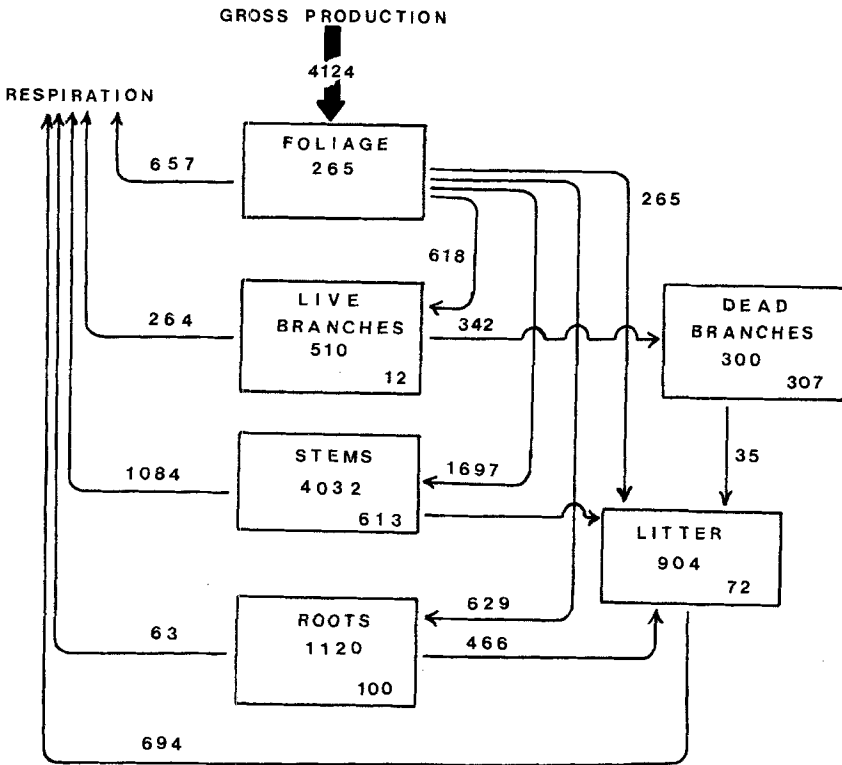 GROSS PRODUCTION
4124
RESPIRATION
FOLIAGE
265
657
265
618
LIVE
BRANCHES
510
12
264
342
DEAD
BRANCHES
300
307
STEMS
4032
613
1084
1697
35
LITTER
904
72
ROOTS
1120
100
63
629
466
694